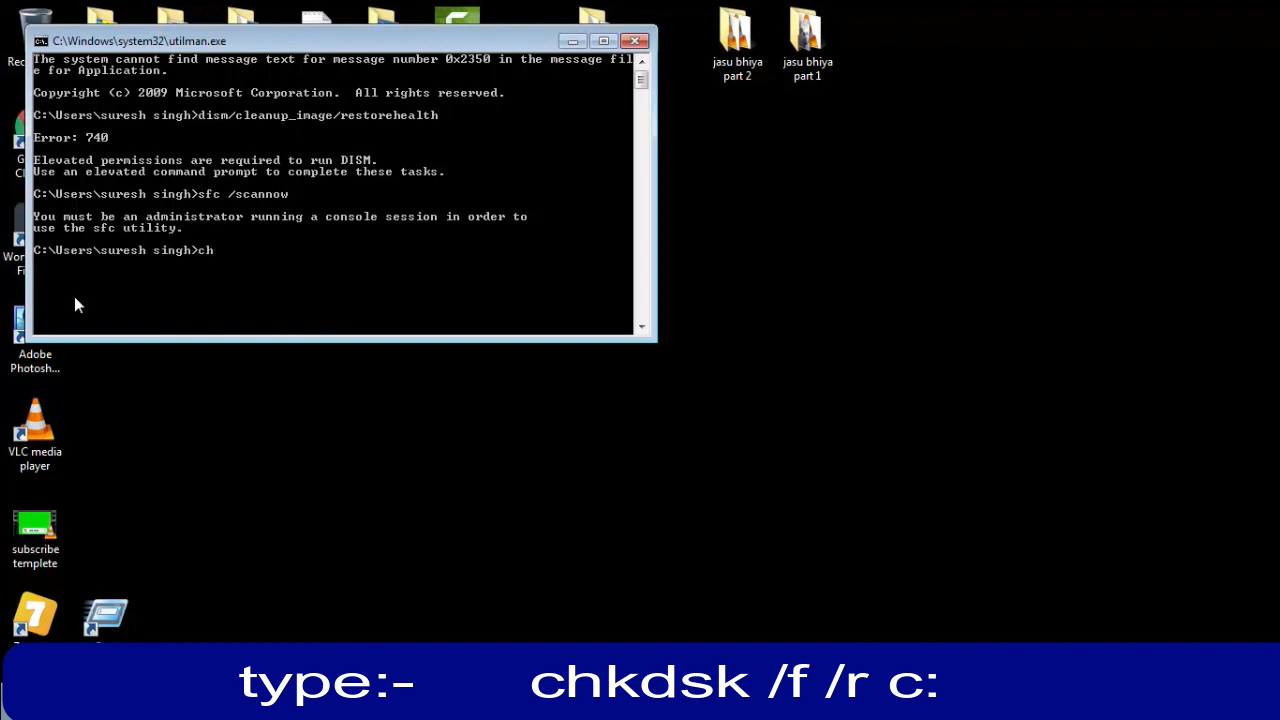 C:\Windows\system32\utilman.exe
The system cannot find message text for message number 0x2350 in the message fil
e for Application.
Copyright (c) 2009 Microsoft Corporation.  All rights reserved.
C:\Users\suresh singh>dism/cleanup_image/restorehealth
Error: 740
Elevated permissions are required to run DISM.
Use an elevated command prompt to complete these tasks.
C:\Users\suresh singh>sfc /scannow
You must be an administrator running a console session in order to
use the sfc utility.
C:\Users\suresh singh>ch
jasu bhiya
part 2
jasu bhiya
part 1
Adobe
Photosh...
VLC media
player
subscribe
templete
type:- chkdsk /f /r c: